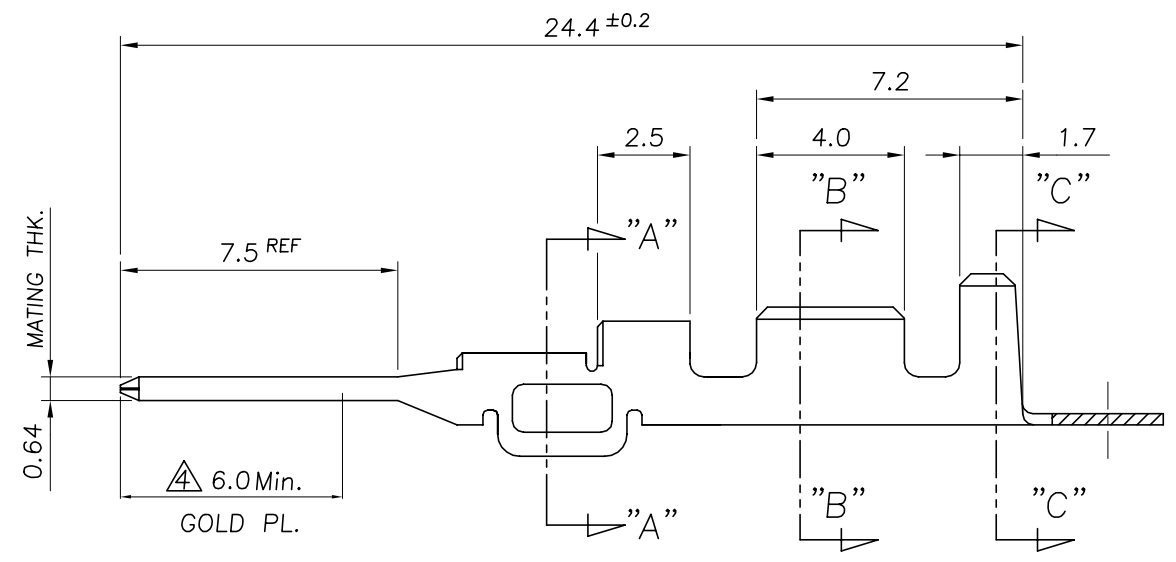 24.4 ±0.2
7.2
2.5
4.0
1.7
"B"
"C"
"A"
7.5 REF
MATING THK.
0.64
4 6.0 Min.
GOLD PL.
"A"
"B"
"C"